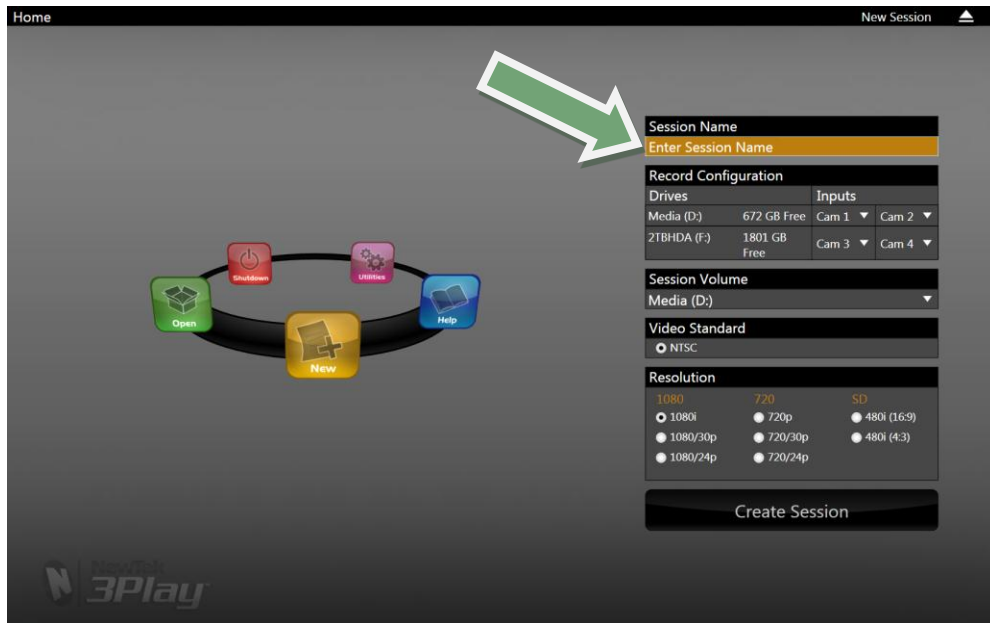 Home
New Session
Session Name
Enter Session Name
Record Configuration
Drives Inputs
Media (D:) 672 GB Free Cam 1 Cam 2
2TBHDA (F:) 1801 GB Free Cam 3 Cam 4
Session Volume
Media (D:)
Video Standard
NTSC
Resolution
1080 720 SD
1080i 720p 480i (16:9)
1080/30p 720/30p 480i (4:3)
1080/24p 720/24p
Create Session
Shutdown
Utilities
Open
Help
New
N NewTek
3Play